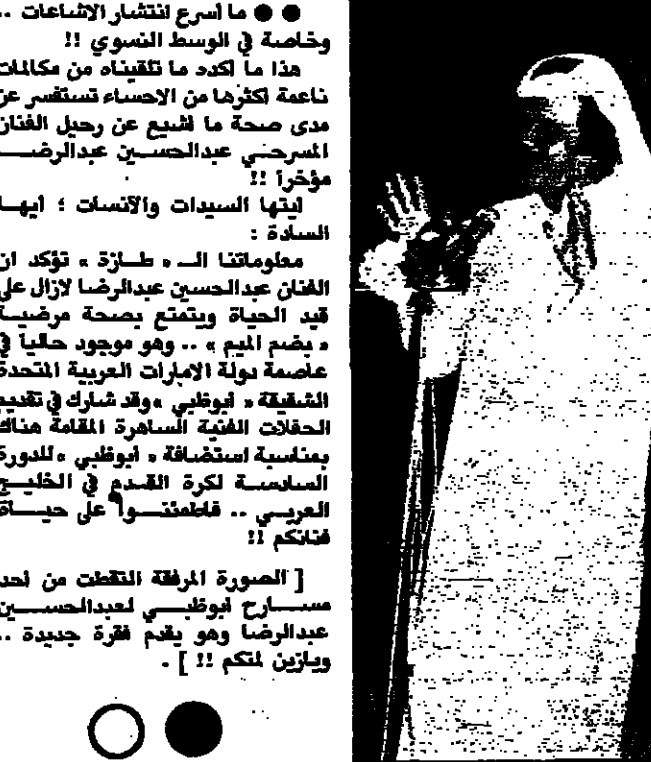 ● ● ما أسرع انتشار الاشاعات ..
وخاصة في الوسط النسوي !!
هذا ما اكده ما تلقيناه من مكالمات
ناعمة اكثرها من الاحساء تستفسر عن
مدى صحة ما اشيع عن رحيل الفنان
المسرحي عبدالحسين عبدالرضا
مؤخرا !!
ايتها السيدات والآنسات ؛ ايها
السادة :
معلوماتنا الـ « طازة » تؤكد ان
الفنان عبدالحسين عبدالرضا لازال على
قيد الحياة ويتمتع بصحة مرضية
« بضم الميم » .. وهو موجود حاليا في
عاصمة دولة الامارات العربية المتحدة
الشقيقة « ابوظبي » وقد شارك في تقديم
الحفلات الفنية الساهرة المقامة هناك
بمناسبة استضافة « ابوظبي » للدورة
السادسة لكرة القدم في الخليج
العربي .. فاطمئنوا على حياة
فنانكم !!
[ الصورة المرفقة التقطت من احد
مسارح ابوظبي لعبدالحسين
عبدالرضا وهو يقدم فقرة جديدة ..
ويازين لتكم !! ] .